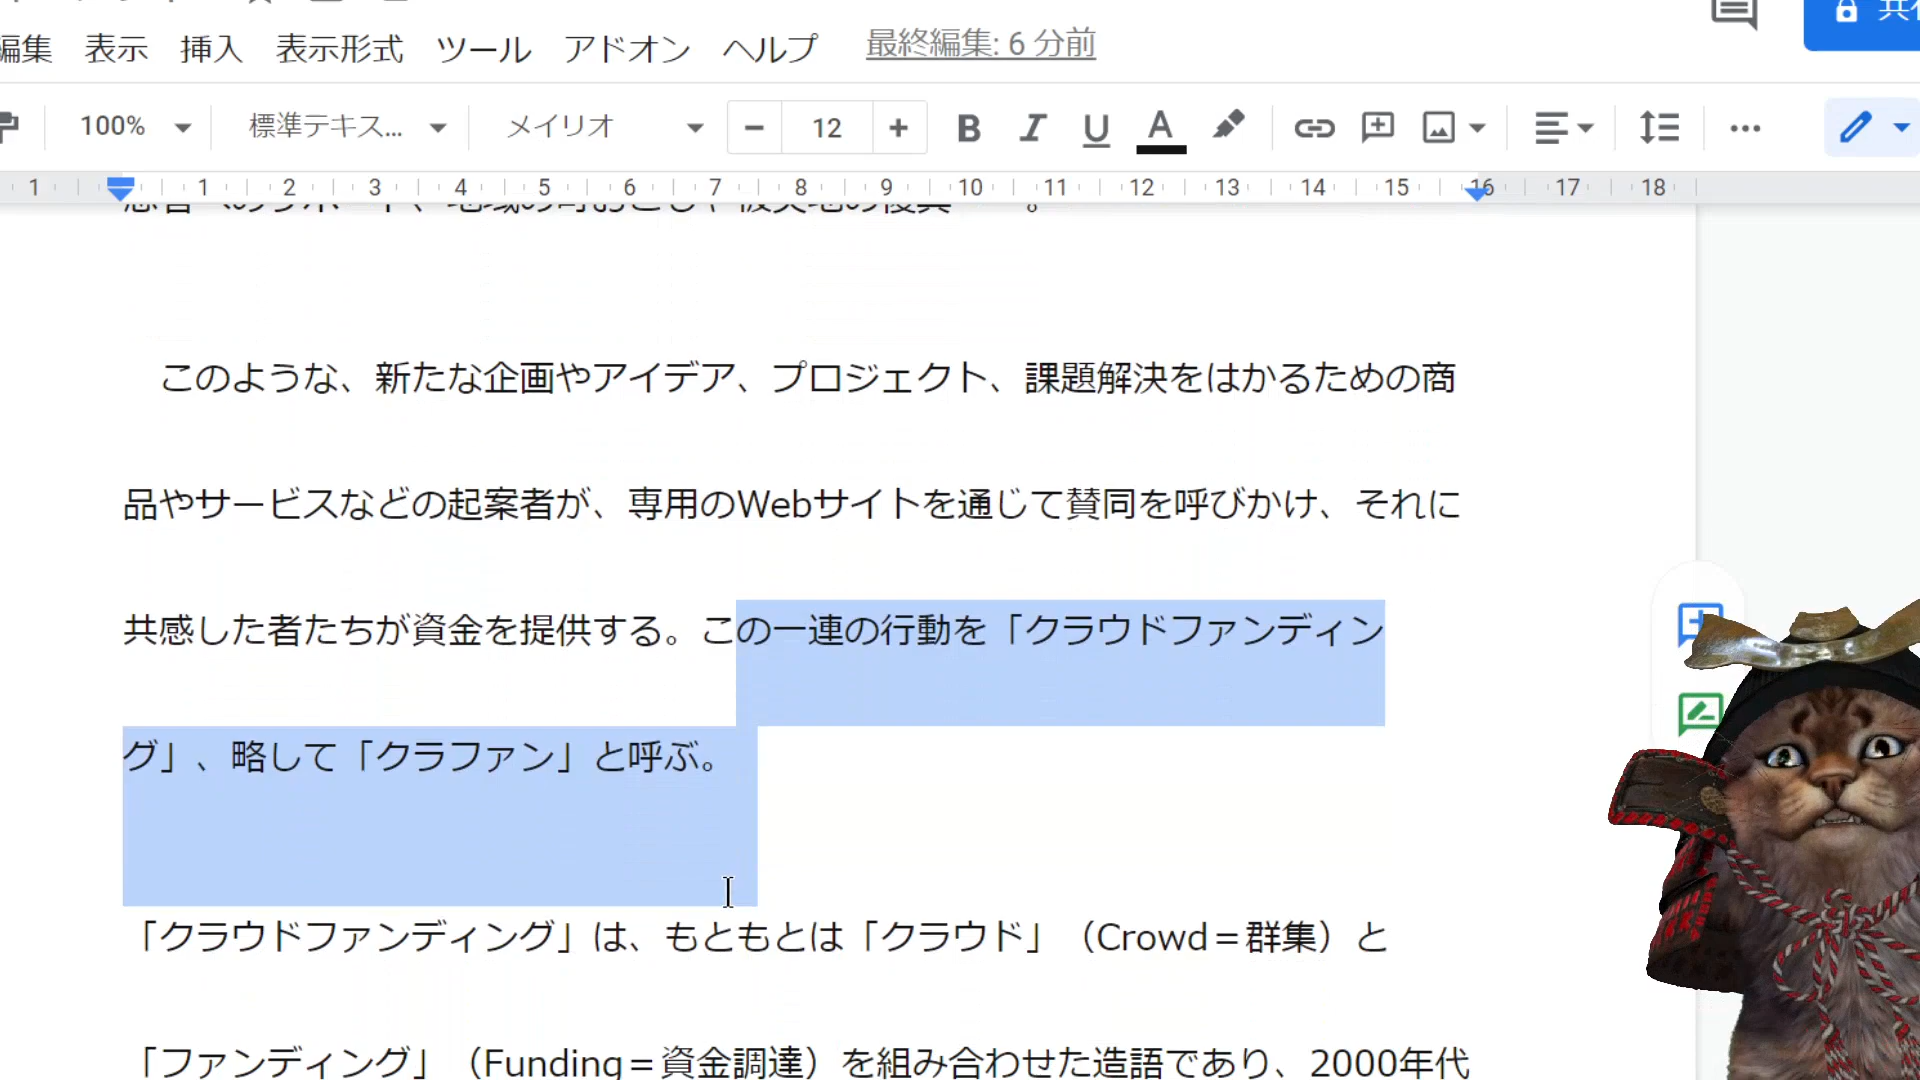 編集 表示 挿入 表示形式 ツール アドオン ヘルプ 最終編集: 6 分前
共有
100% 標準テキス... メイリオ 12 B I U A
1 1 2 3 4 5 6 7 8 9 10 11 12 13 14 15 16 17 18
このような、新たな企画やアイデア、プロジェクト、課題解決をはかるための商
品やサービスなどの起案者が、専用のWebサイトを通じて賛同を呼びかけ、それに
共感した者たちが資金を提供する。この一連の行動を「クラウドファンディン
グ」、略して「クラファン」と呼ぶ。
「クラウドファンディング」は、もともとは「クラウド」（Crowd＝群集）と
「ファンディング」（Funding＝資金調達）を組み合わせた造語であり、2000年代